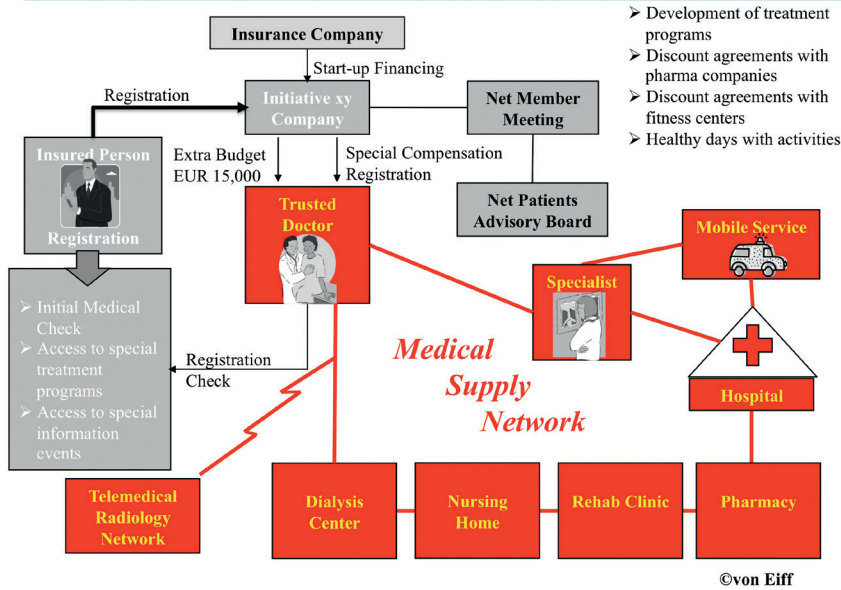 Insurance Company
Start-up Financing
Registration
Initiative xy
Company
Net Member
Meeting
➢ Development of treatment
programs
➢ Discount agreements with
pharma companies
➢ Discount agreements with
fitness centers
➢ Healthy days with activities
Insured Person
Registration
Extra Budget
EUR 15,000
Special Compensation
Registration
Net Patients
Advisory Board
Trusted
Doctor
Mobile Service
Specialist
➢ Initial Medical
Check
➢ Access to special
treatment
programs
➢ Access to special
information
events
Registration
Check
Medical
Supply
Network
Hospital
Telemedical
Radiology
Network
Dialysis
Center
Nursing
Home
Rehab Clinic
Pharmacy
©von Eiff